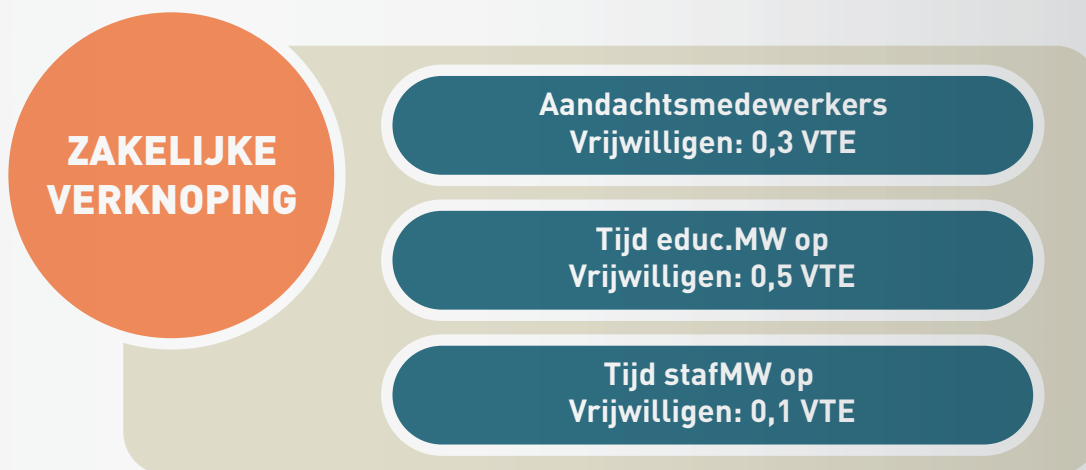 ZAKELIJKE
VERKNOPING
Aandachtsmedewerkers
Vrijwilligen: 0,3 VTE
Tijd educ.MW op
Vrijwilligen: 0,5 VTE
Tijd stafMW op
Vrijwilligen: 0,1 VTE